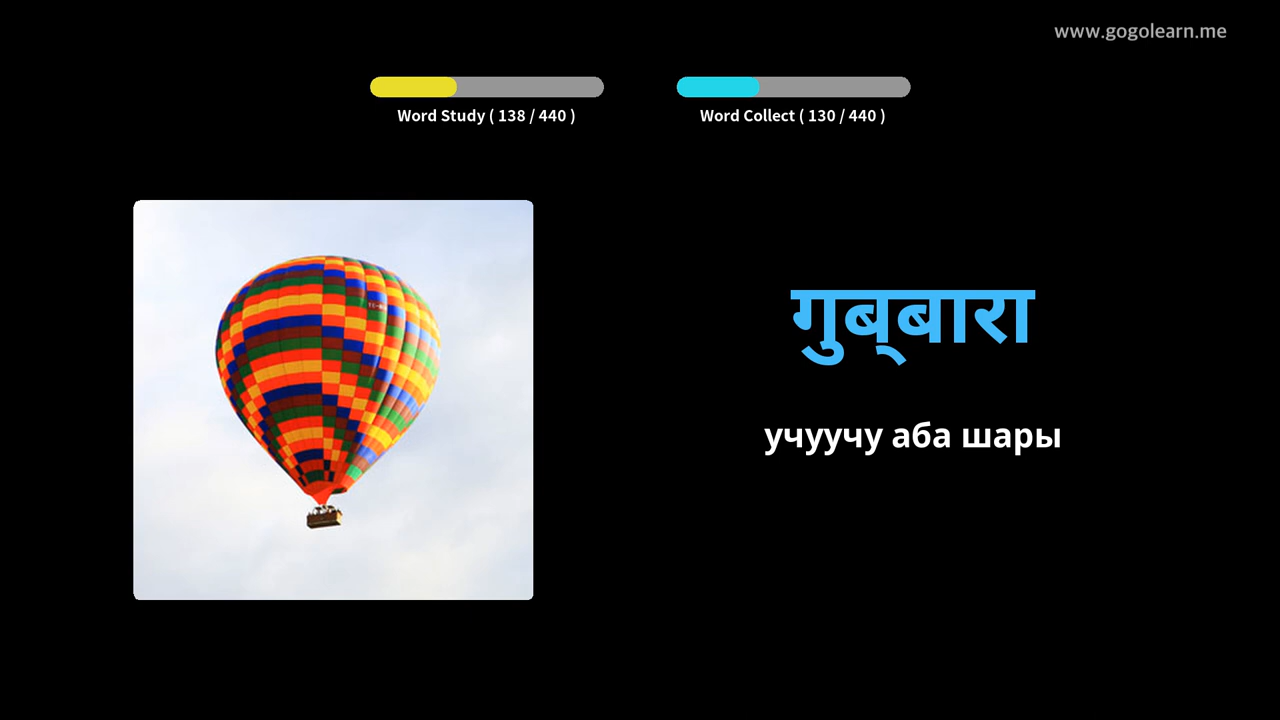 www.gogolearn.me
Word Study ( 138 / 440 )
Word Collect ( 130 / 440 )
गुब्बारा
учуучу аба шары